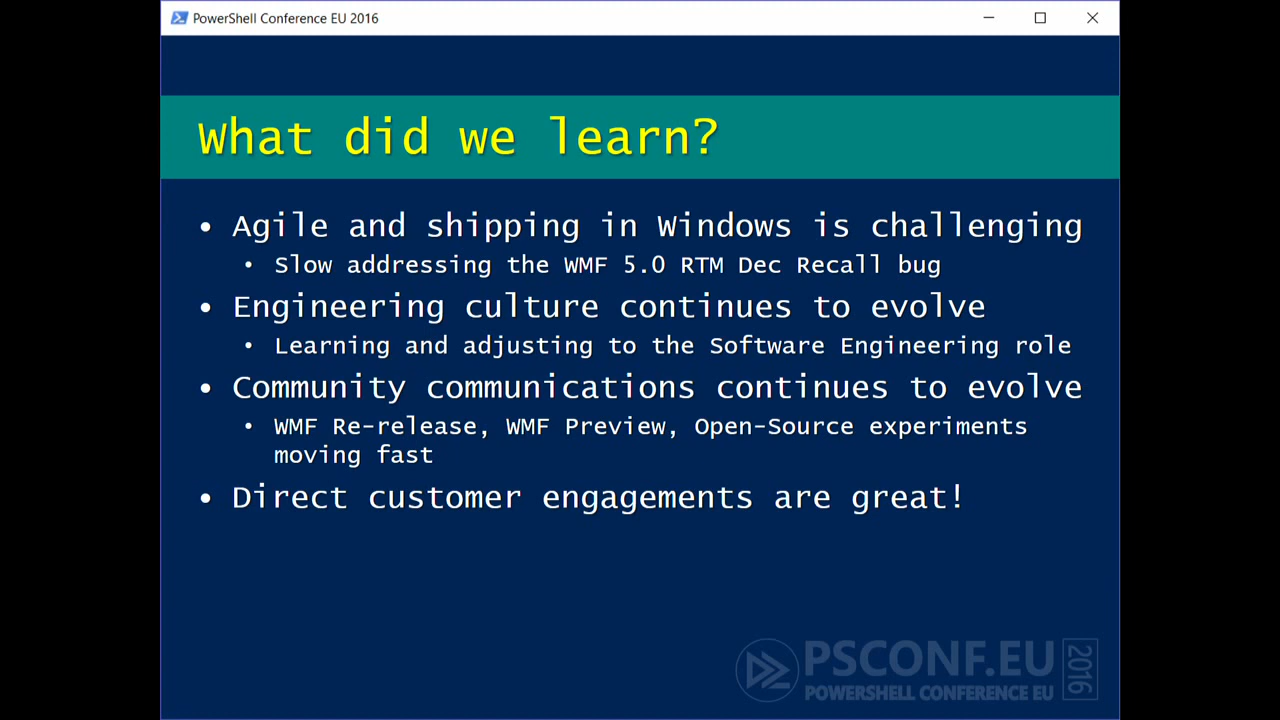 PowerShell Conference EU 2016
What did we learn?
• Agile and shipping in Windows is challenging
• Slow addressing the WMF 5.0 RTM Dec Recall bug
• Engineering culture continues to evolve
• Learning and adjusting to the Software Engineering role
• Community communications continues to evolve
• WMF Re-release, WMF Preview, Open-Source experiments
moving fast
• Direct customer engagements are great!
PSCONF.EU
POWERSHELL CONFERENCE EU
2016